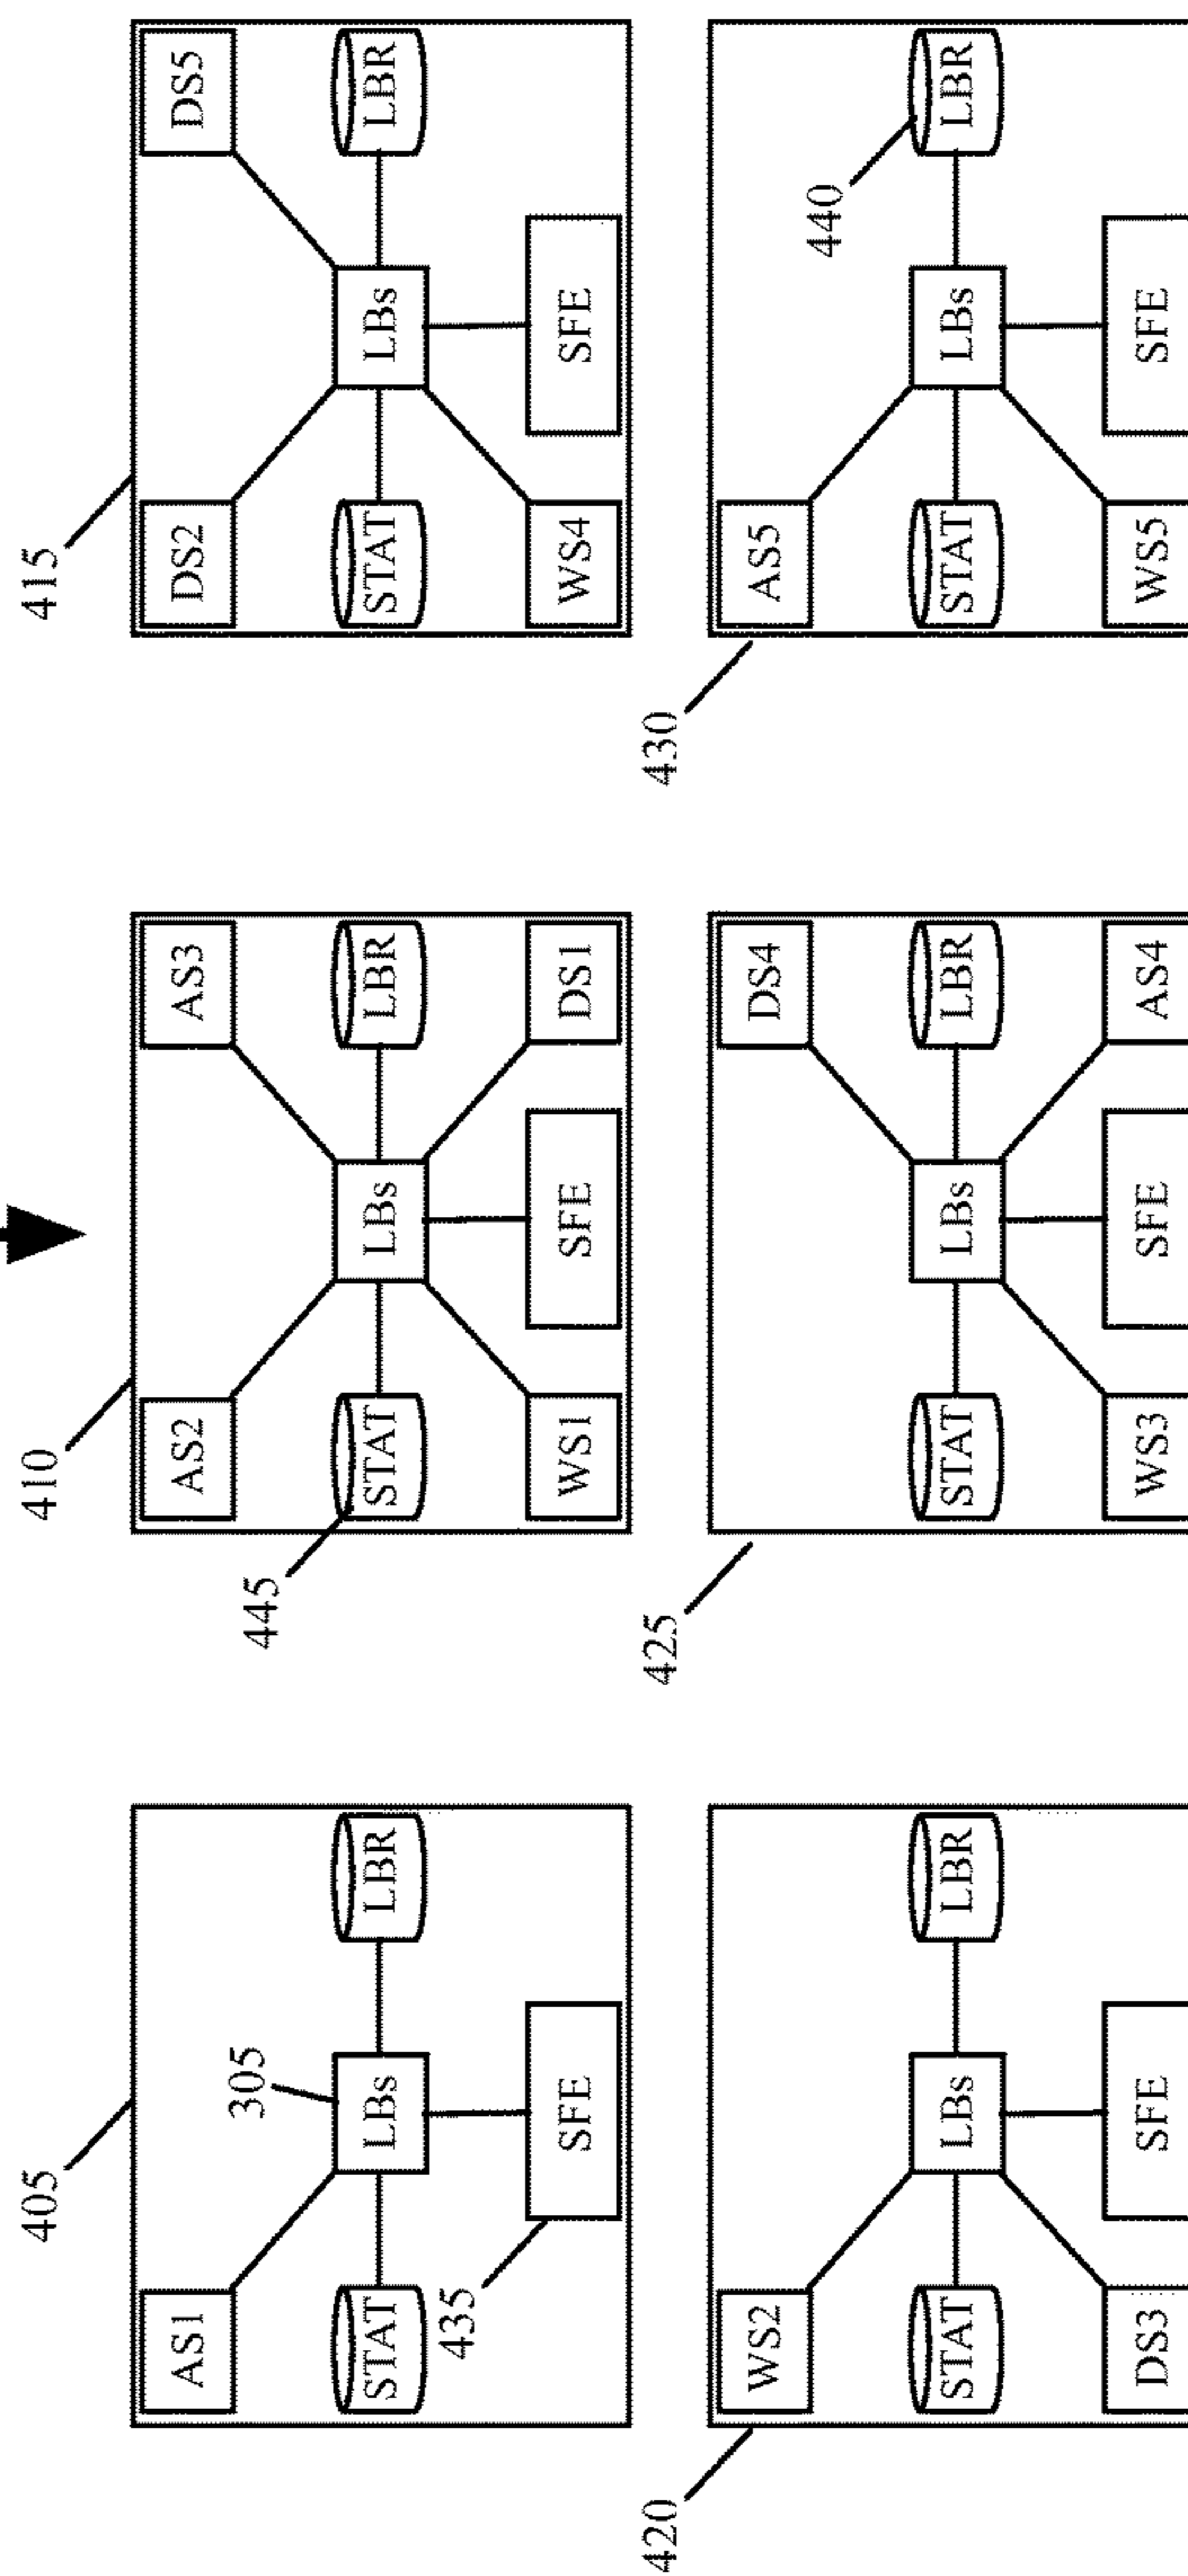 405
410
415
AS1
AS2
AS3
DS2
DS5
305
STAT
LBs
LBR
445
STAT
LBs
LBR
STAT
LBs
LBR
435
SFE
WS1
SFE
DS1
WS4
SFE
420
425
430
WS2
DS4
AS5
440
STAT
LBs
LBR
STAT
LBs
LBR
STAT
LBs
LBR
DS3
SFE
WS3
SFE
AS4
WS5
SFE